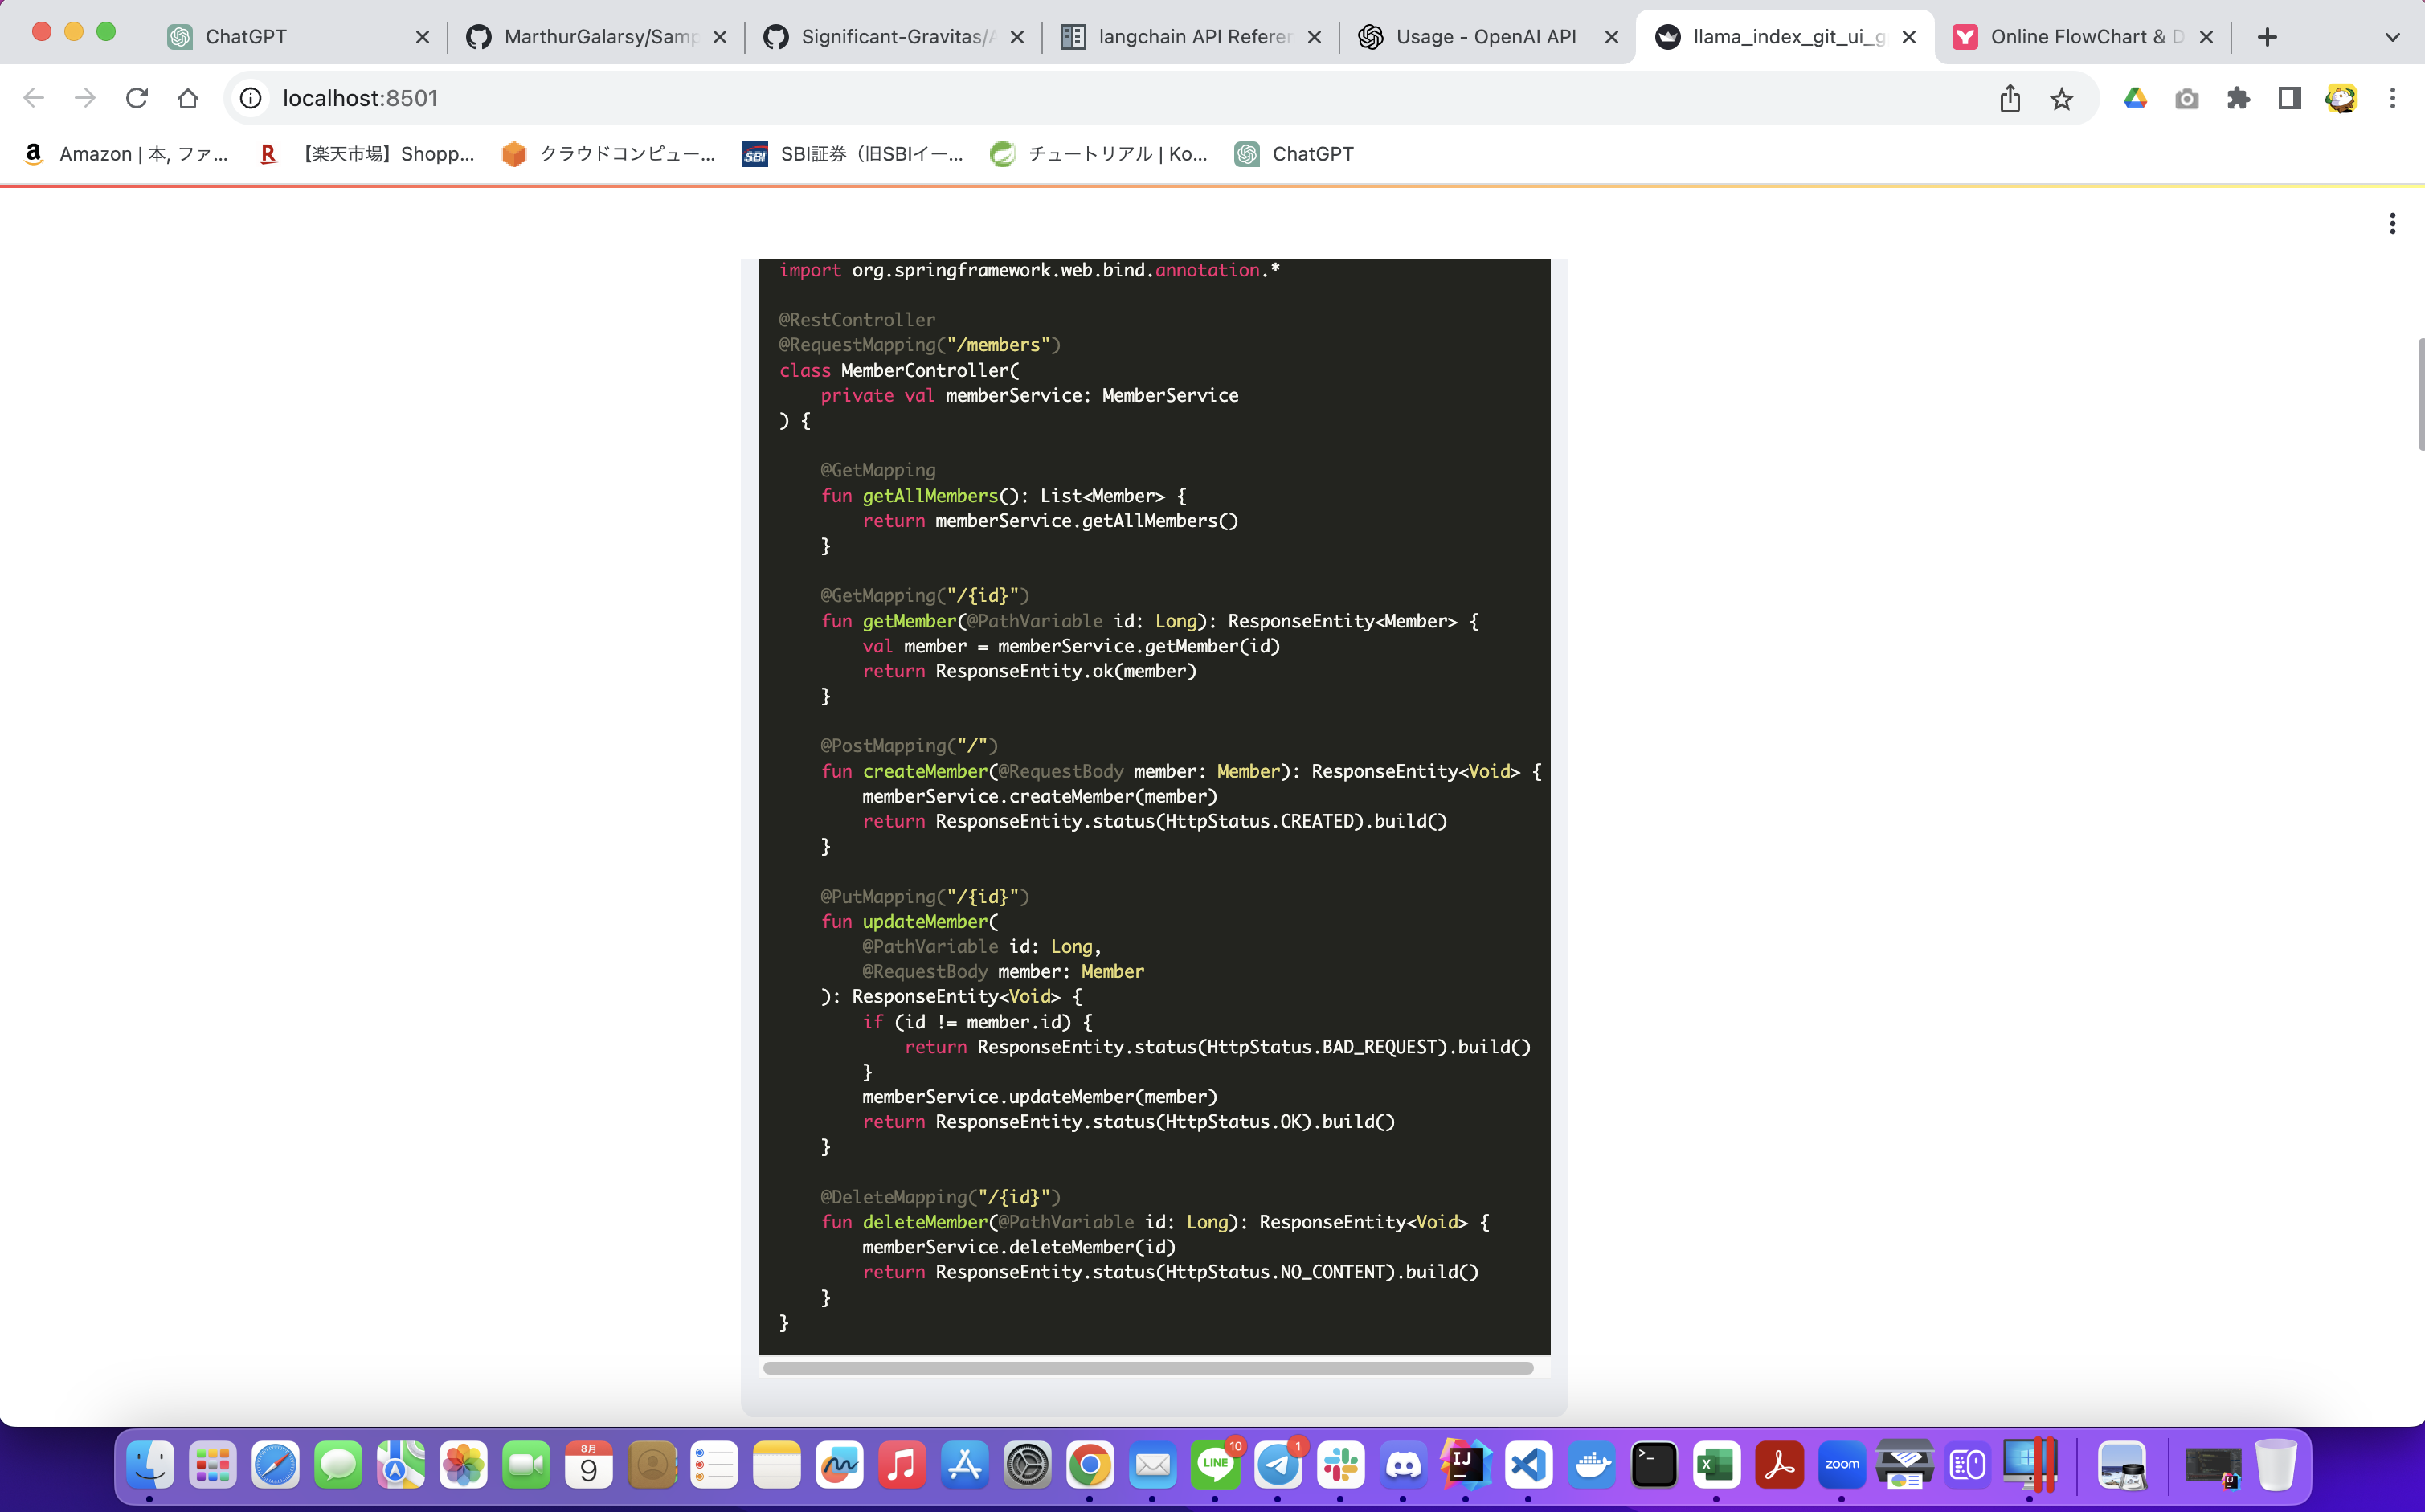 ChatGPT
MarthurGalarsy/Samp
Significant-Gravitas/A
langchain API Referen
Usage - OpenAI API
llama_index_git_ui_g
Online FlowChart & D
localhost:8501
Amazon | 本, ファ...
【楽天市場】Shopp...
クラウドコンピュー...
SBI証券（旧SBIイー...
チュートリアル | Ko...
ChatGPT
import org.springframework.web.bind.annotation.*
@RestController
@RequestMapping("/members")
class MemberController(
    private val memberService: MemberService
) {
    @GetMapping
    fun getAllMembers(): List<Member> {
        return memberService.getAllMembers()
    }
    @GetMapping("/{id}")
    fun getMember(@PathVariable id: Long): ResponseEntity<Member> {
        val member = memberService.getMember(id)
        return ResponseEntity.ok(member)
    }
    @PostMapping("/")
    fun createMember(@RequestBody member: Member): ResponseEntity<Void> {
        memberService.createMember(member)
        return ResponseEntity.status(HttpStatus.CREATED).build()
    }
    @PutMapping("/{id}")
    fun updateMember(
        @PathVariable id: Long,
        @RequestBody member: Member
    ): ResponseEntity<Void> {
        if (id != member.id) {
            return ResponseEntity.status(HttpStatus.BAD_REQUEST).build()
        }
        memberService.updateMember(member)
        return ResponseEntity.status(HttpStatus.OK).build()
    }
    @DeleteMapping("/{id}")
    fun deleteMember(@PathVariable id: Long): ResponseEntity<Void> {
        memberService.deleteMember(id)
        return ResponseEntity.status(HttpStatus.NO_CONTENT).build()
    }
}
8月
9
LINE
10
1
IJ
zoom